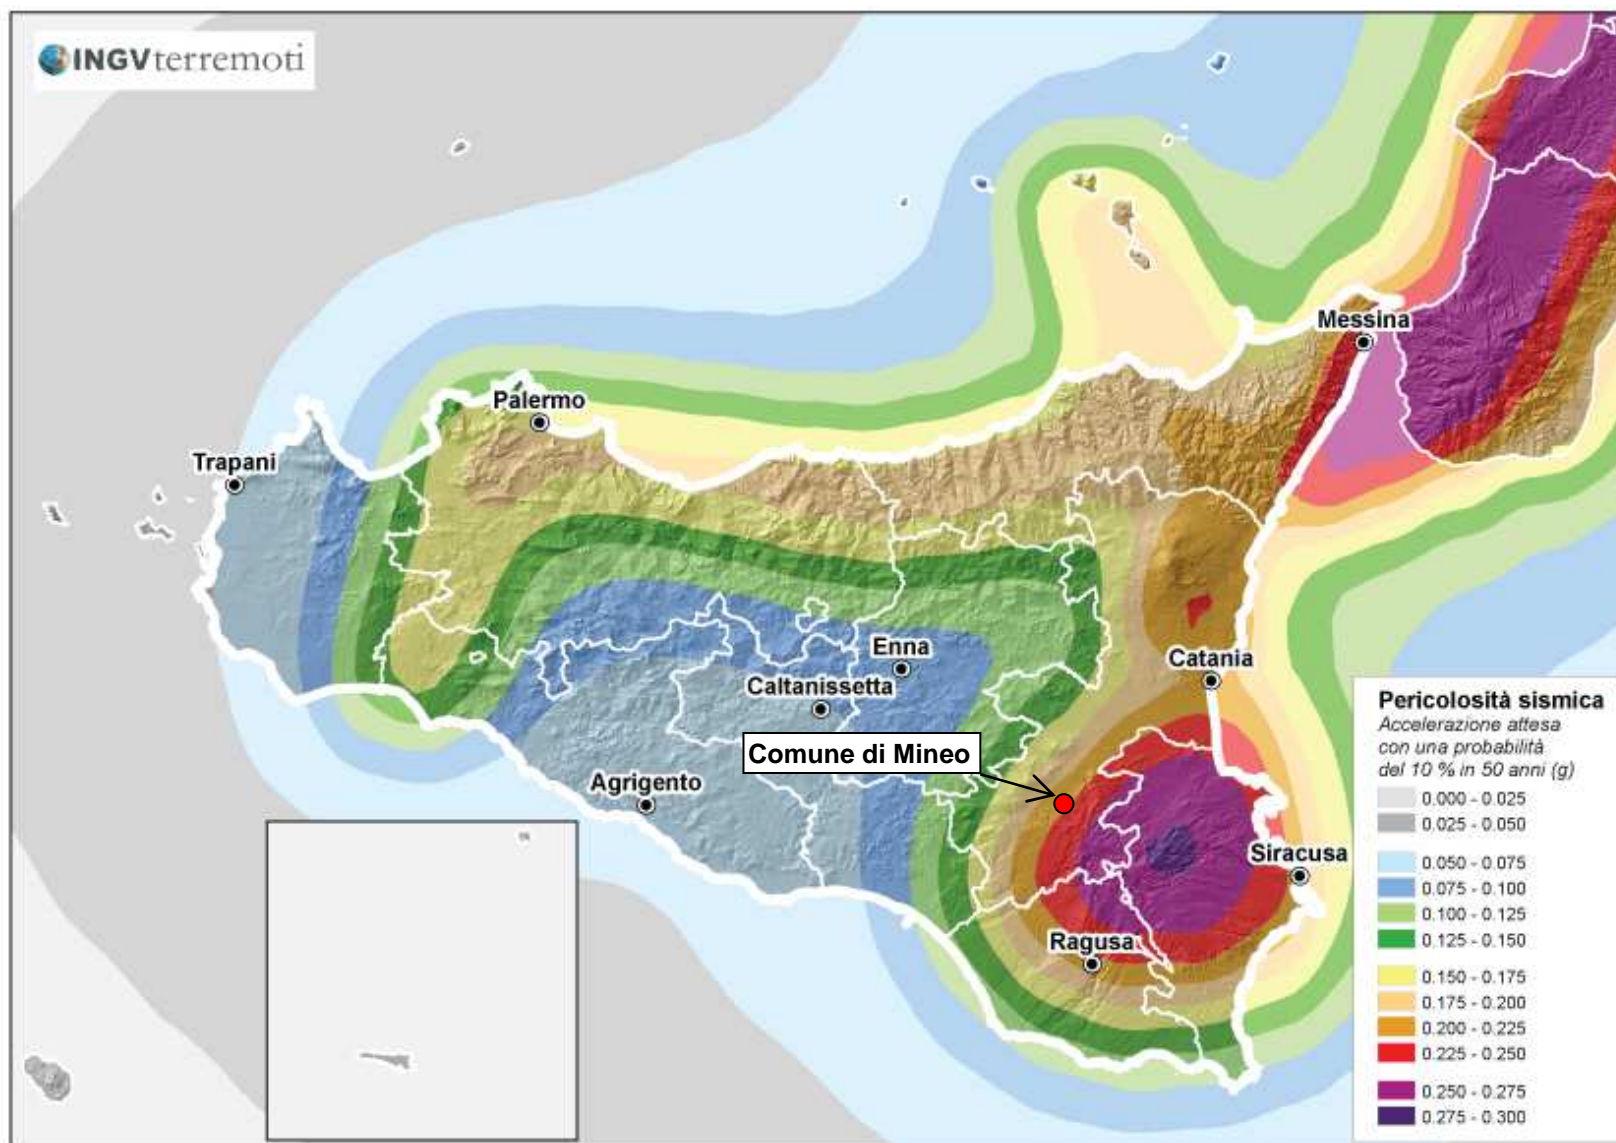 INGVterremoti
Messina
Palermo
Trapani
Enna
Catania
Caltanissetta
Comune di Mineo
Agrigento
Siracusa
Ragusa
Pericolosità sismica
Accelerazione attesa
con una probabilità
del 10 % in 50 anni (g)
0.000 - 0.025
0.025 - 0.050
0.050 - 0.075
0.075 - 0.100
0.100 - 0.125
0.125 - 0.150
0.150 - 0.175
0.175 - 0.200
0.200 - 0.225
0.225 - 0.250
0.250 - 0.275
0.275 - 0.300